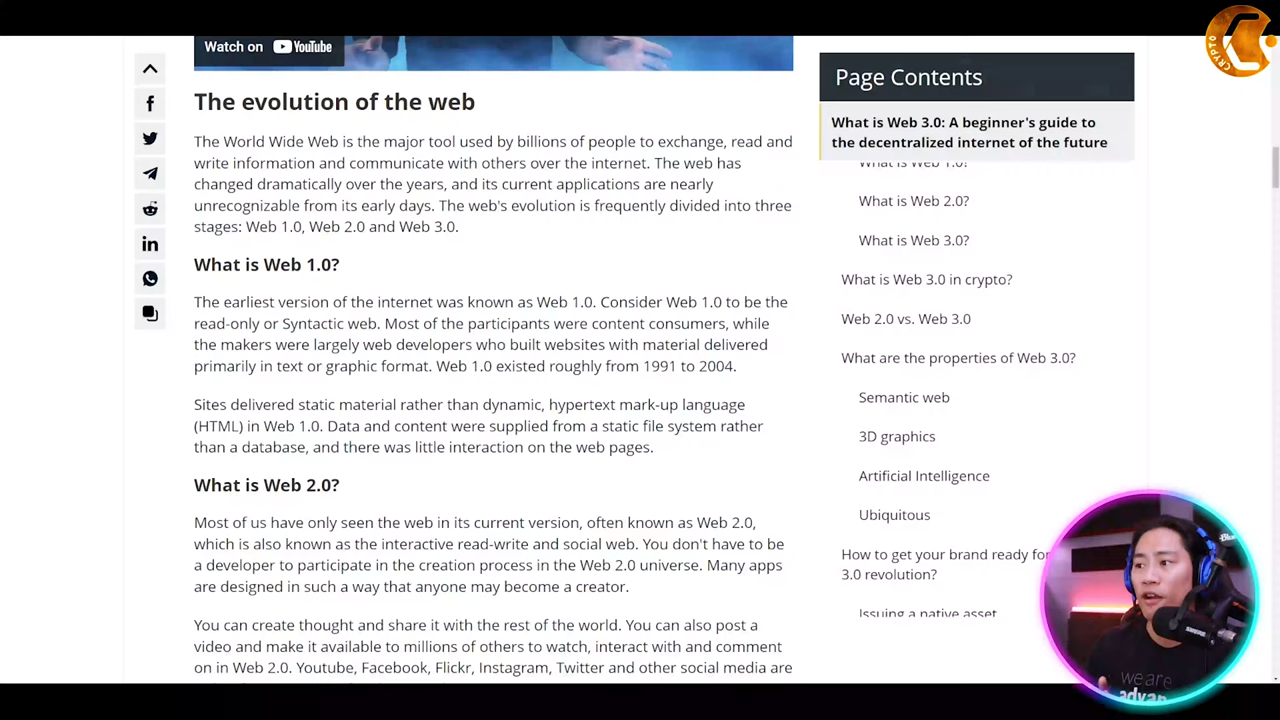 CRYPTO
Watch on YouTube
The evolution of the web
The World Wide Web is the major tool used by billions of people to exchange, read and
write information and communicate with others over the internet. The web has
changed dramatically over the years, and its current applications are nearly
unrecognizable from its early days. The web's evolution is frequently divided into three
stages: Web 1.0, Web 2.0 and Web 3.0.
What is Web 1.0?
The earliest version of the internet was known as Web 1.0. Consider Web 1.0 to be the
read-only or Syntactic web. Most of the participants were content consumers, while
the makers were largely web developers who built websites with material delivered
primarily in text or graphic format. Web 1.0 existed roughly from 1991 to 2004.
Sites delivered static material rather than dynamic, hypertext mark-up language
(HTML) in Web 1.0. Data and content were supplied from a static file system rather
than a database, and there was little interaction on the web pages.
What is Web 2.0?
Most of us have only seen the web in its current version, often known as Web 2.0,
which is also known as the interactive read-write and social web. You don't have to be
a developer to participate in the creation process in the Web 2.0 universe. Many apps
are designed in such a way that anyone may become a creator.
You can create thought and share it with the rest of the world. You can also post a
video and make it available to millions of others to watch, interact with and comment
on in Web 2.0. Youtube, Facebook, Flickr, Instagram, Twitter and other social media are
Page Contents
What is Web 3.0: A beginner's guide to
the decentralized internet of the future
What is Web 1.0?
What is Web 2.0?
What is Web 3.0?
What is Web 3.0 in crypto?
Web 2.0 vs. Web 3.0
What are the properties of Web 3.0?
Semantic web
3D graphics
Artificial Intelligence
Ubiquitous
How to get your brand ready for
3.0 revolution?
Issuing a native asset
we are
advan